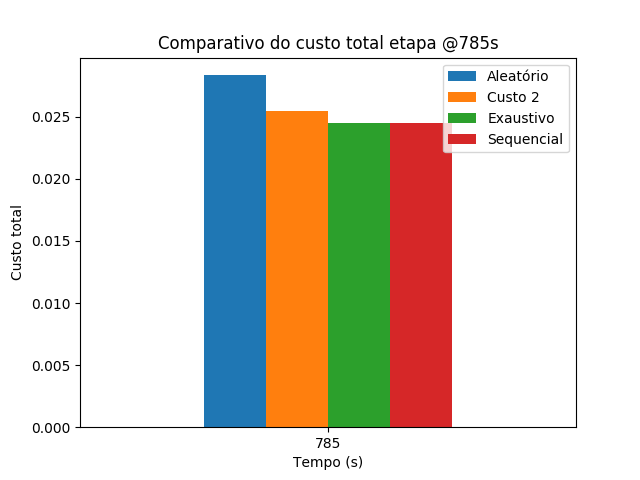 Comparativo do custo total etapa @785s
Aleatório
Custo 2
Exaustivo
Sequencial
0.025
0.020
0.015
0.010
0.005
0.000
Custo total
785
Tempo (s)